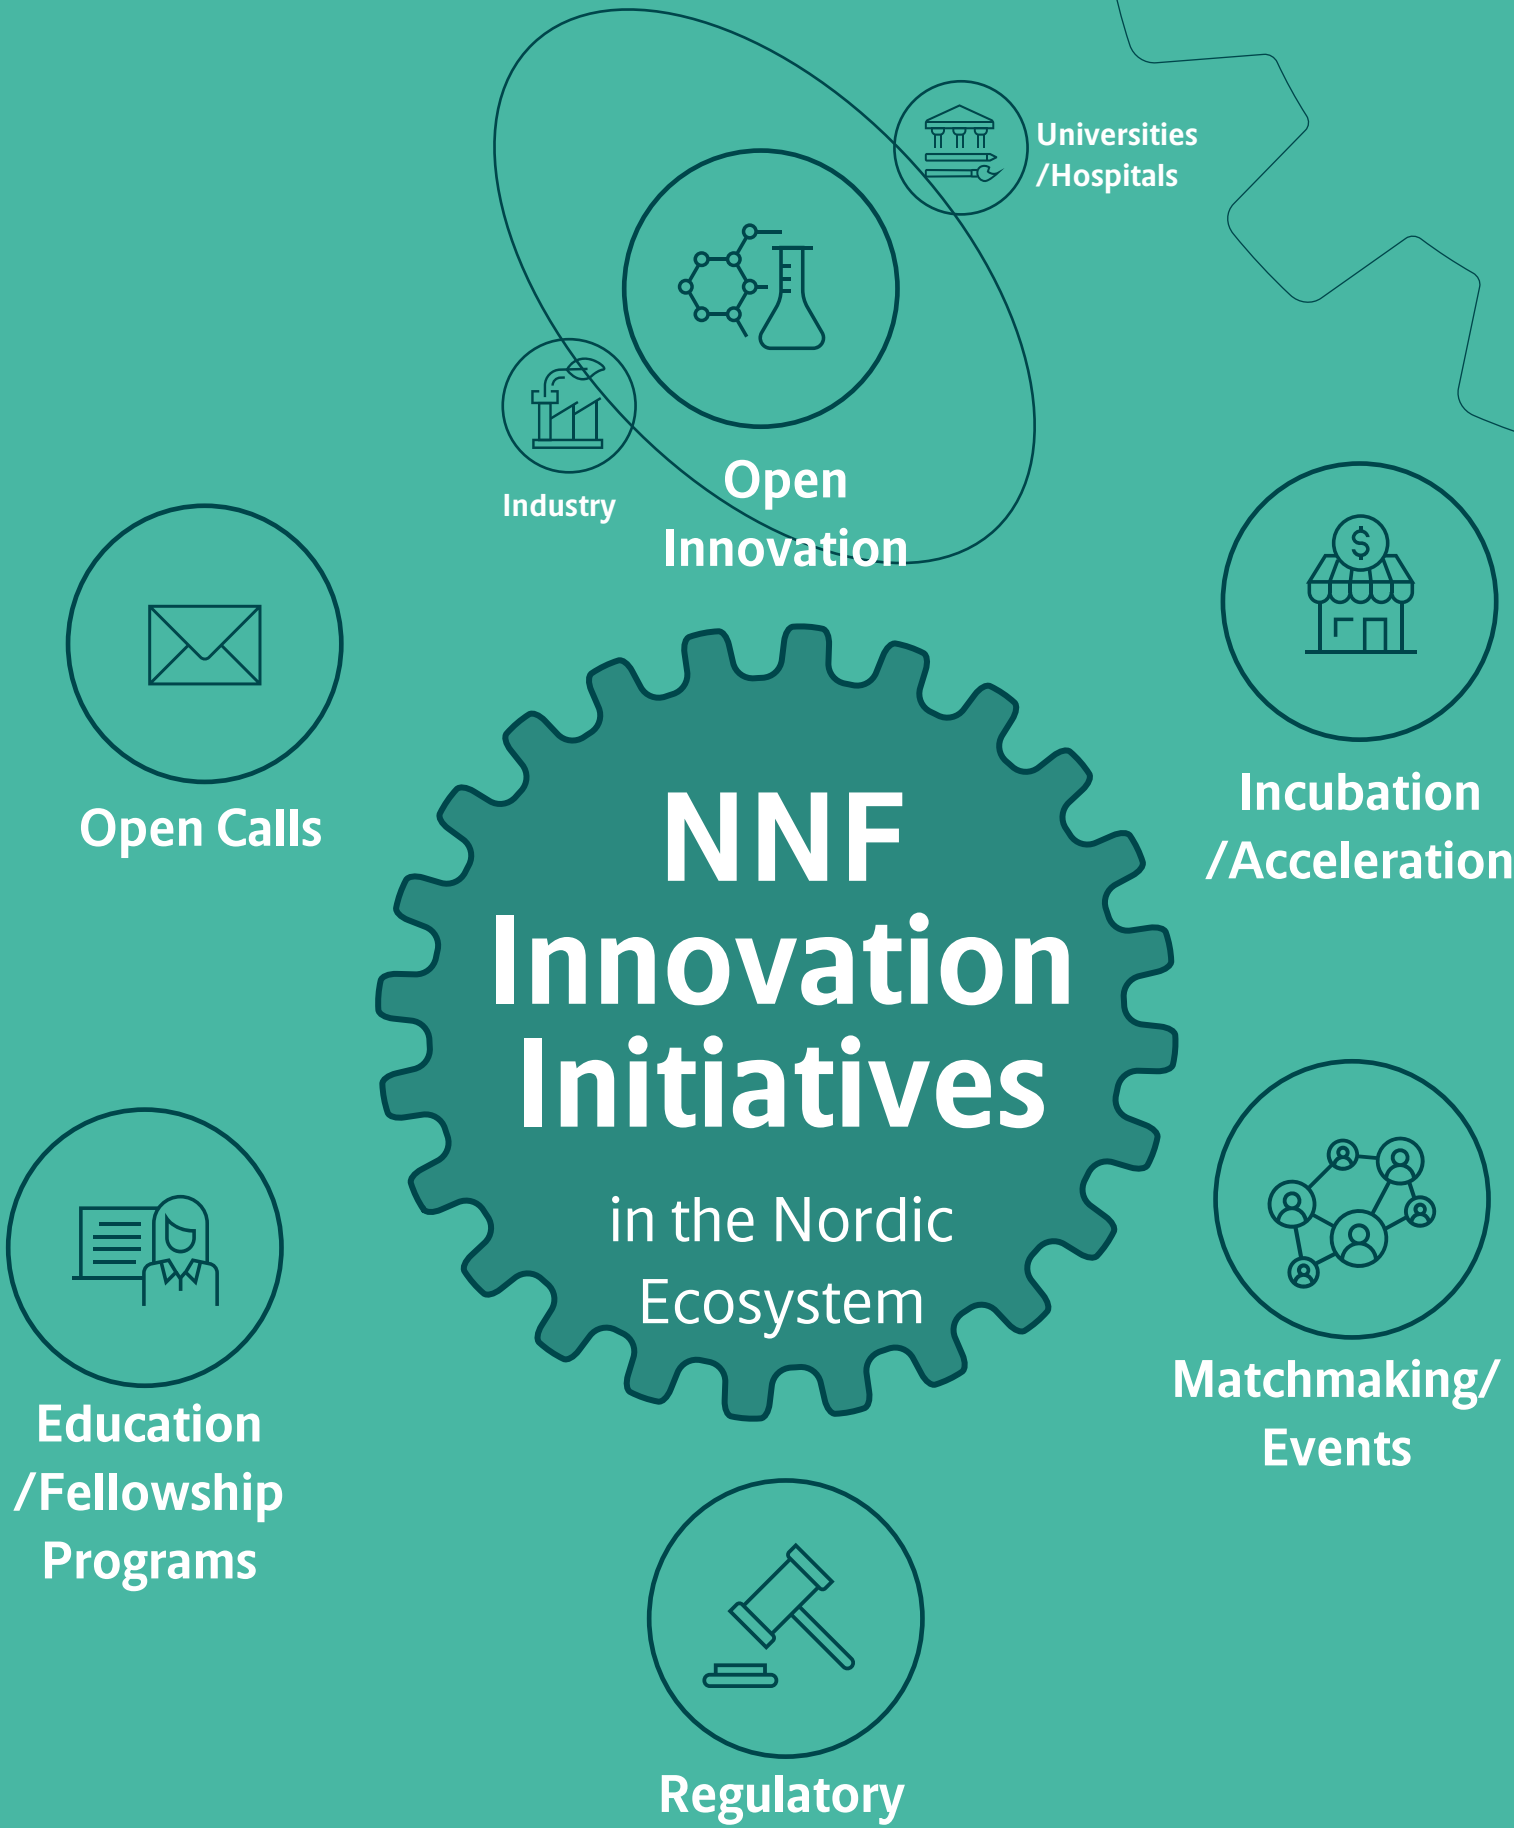 Universities
/Hospitals
Industry
Open
Innovation
$
Open Calls
Incubation
/Acceleration
NNF
Innovation
Initiatives
in the Nordic
Ecosystem
Education
/Fellowship
Programs
Matchmaking/
Events
Regulatory